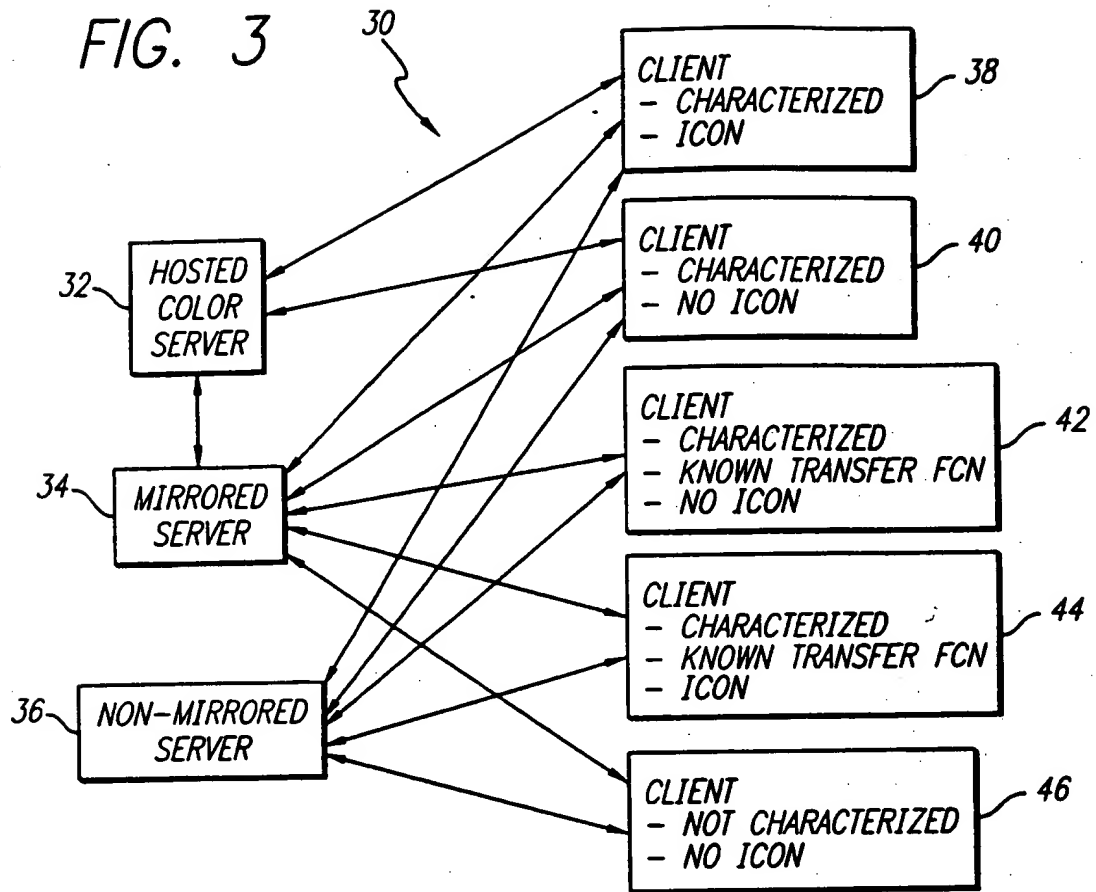 FIG. 3
30
CLIENT
- CHARACTERIZED
- ICON
38
CLIENT
- CHARACTERIZED
- NO ICON
40
32
HOSTED
COLOR
SERVER
CLIENT
- CHARACTERIZED
- KNOWN TRANSFER FCN
- NO ICON
42
34
MIRRORED
SERVER
CLIENT
- CHARACTERIZED
- KNOWN TRANSFER FCN
- ICON
44
36
NON-MIRRORED
SERVER
CLIENT
- NOT CHARACTERIZED
- NO ICON
46